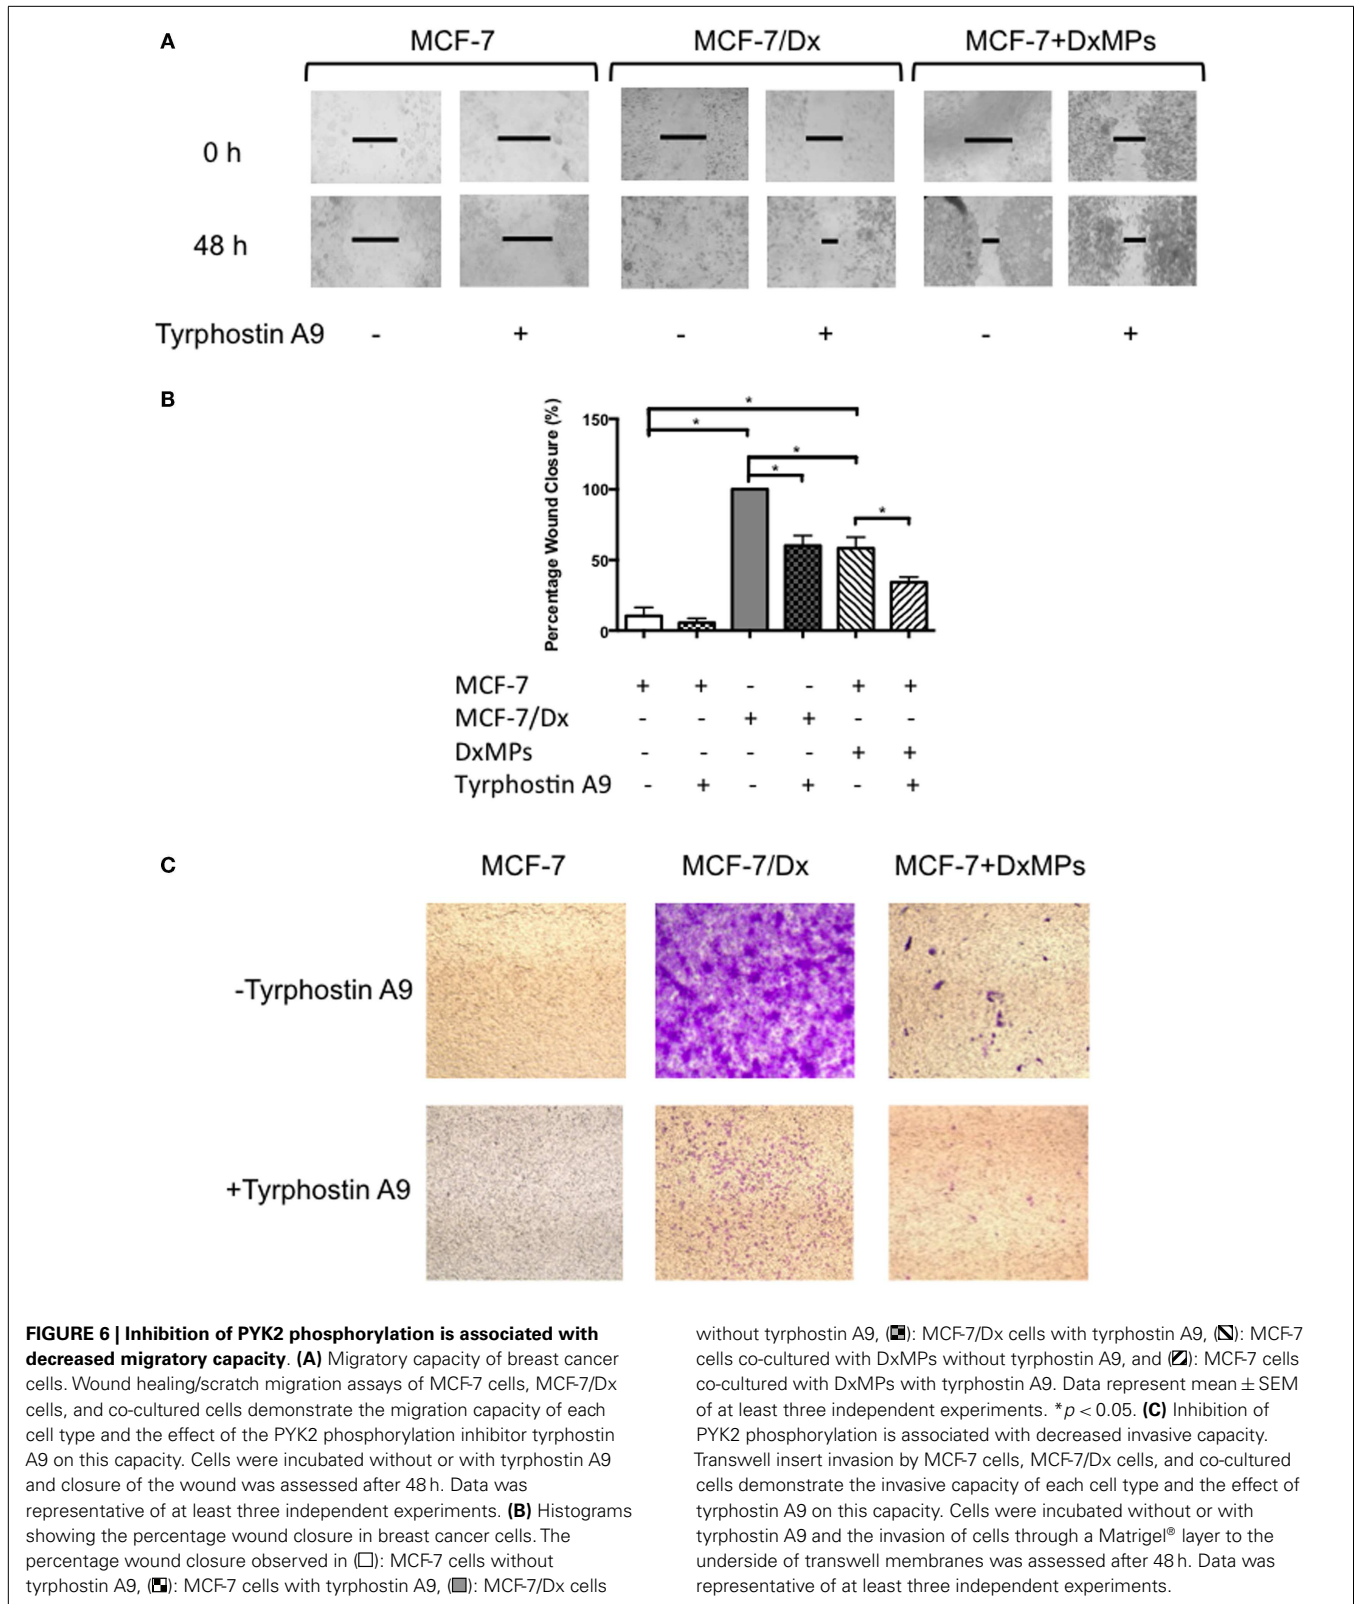 A
MCF-7 MCF-7/Dx MCF-7+DxMPs
0 h
48 h
Tyrphostin A9 - + - + - +
B
Percentage Wound Closure (%)
150
100
50
0
* * * * *
MCF-7 + + - - + +
MCF-7/Dx - - + + - -
DxMPs - - - - + +
Tyrphostin A9 - + - + - +
C
MCF-7 MCF-7/Dx MCF-7+DxMPs
-Tyrphostin A9
+Tyrphostin A9
FIGURE 6 | Inhibition of PYK2 phosphorylation is associated with
decreased migratory capacity. (A) Migratory capacity of breast cancer
cells. Wound healing/scratch migration assays of MCF-7 cells, MCF-7/Dx
cells, and co-cultured cells demonstrate the migration capacity of each
cell type and the effect of the PYK2 phosphorylation inhibitor tyrphostin
A9 on this capacity. Cells were incubated without or with tyrphostin A9
and closure of the wound was assessed after 48 h. Data was
representative of at least three independent experiments. (B) Histograms
showing the percentage wound closure in breast cancer cells. The
percentage wound closure observed in (□): MCF-7 cells without
tyrphostin A9, (▚): MCF-7 cells with tyrphostin A9, (■): MCF-7/Dx cells
without tyrphostin A9, (▞): MCF-7/Dx cells with tyrphostin A9, (◣): MCF-7
cells co-cultured with DxMPs without tyrphostin A9, and (◪): MCF-7 cells
co-cultured with DxMPs with tyrphostin A9. Data represent mean ± SEM
of at least three independent experiments. *p < 0.05. (C) Inhibition of
PYK2 phosphorylation is associated with decreased invasive capacity.
Transwell insert invasion by MCF-7 cells, MCF-7/Dx cells, and co-cultured
cells demonstrate the invasive capacity of each cell type and the effect of
tyrphostin A9 on this capacity. Cells were incubated without or with
tyrphostin A9 and the invasion of cells through a Matrigel® layer to the
underside of transwell membranes was assessed after 48 h. Data was
representative of at least three independent experiments.